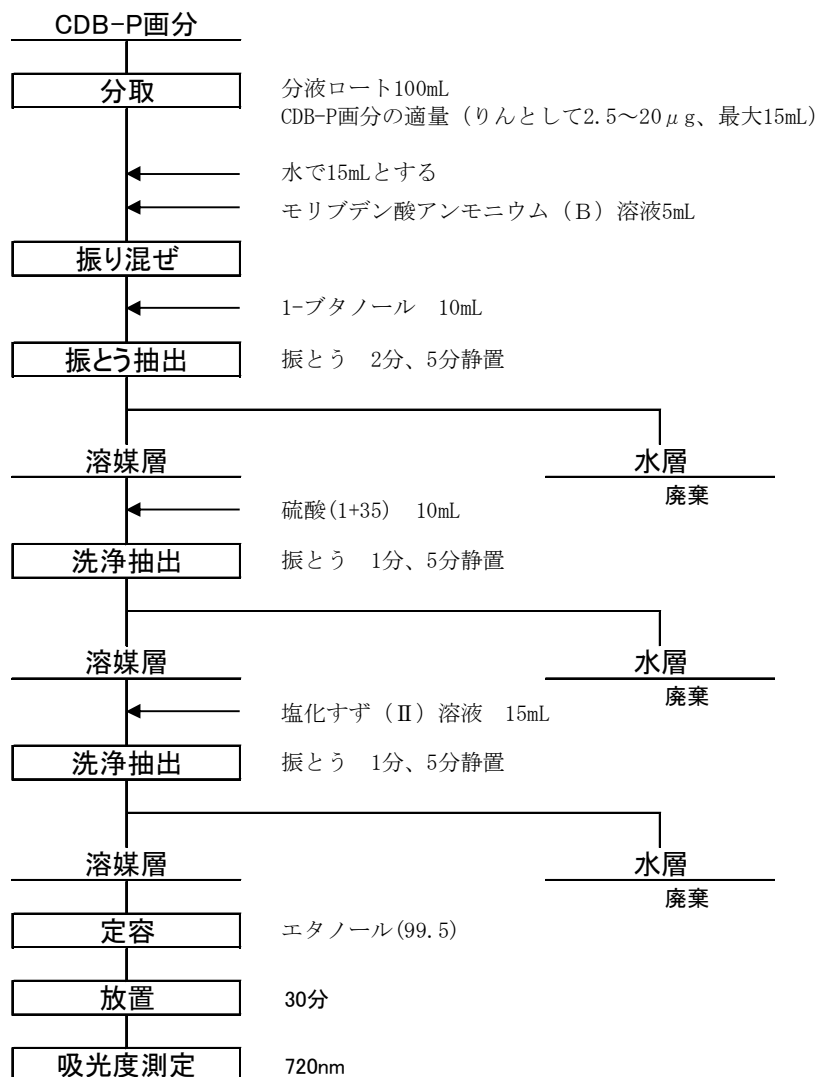 CDB-P画分
分取
分液ロート100mL
CDB-P画分の適量（りんとして2.5～20μg、最大15mL）
水で15mLとする
モリブデン酸アンモニウム（B）溶液5mL
振り混ぜ
1-ブタノール　10mL
振とう抽出
振とう　2分、5分静置
溶媒層
水層
廃棄
硫酸(1+35)　10mL
洗浄抽出
振とう　1分、5分静置
溶媒層
水層
廃棄
塩化すず（Ⅱ）溶液　15mL
洗浄抽出
振とう　1分、5分静置
溶媒層
水層
廃棄
定容
エタノール(99.5)
放置
30分
吸光度測定
720nm